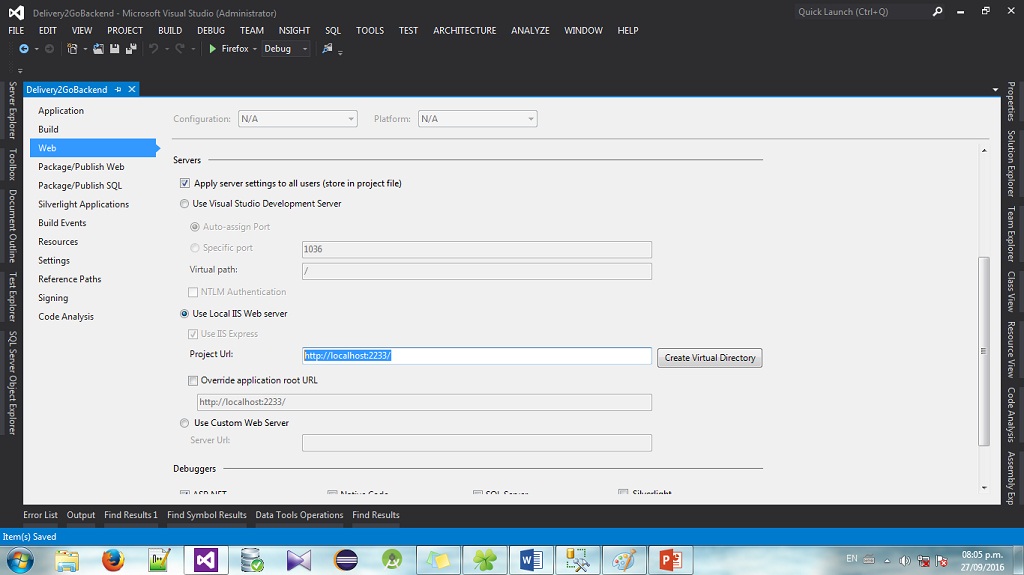 Delivery2GoBackend - Microsoft Visual Studio (Administrator)
Quick Launch (Ctrl+Q)
FILE EDIT VIEW PROJECT BUILD DEBUG TEAM NSIGHT SQL TOOLS TEST ARCHITECTURE ANALYZE WINDOW HELP
Firefox Debug
Delivery2GoBackend
Server Explorer
Toolbox
Document Outline
Test Explorer
SQL Server Object Explorer
Application
Build
Web
Package/Publish Web
Package/Publish SQL
Silverlight Applications
Build Events
Resources
Settings
Reference Paths
Signing
Code Analysis
Configuration: N/A Platform: N/A
Servers
Apply server settings to all users (store in project file)
Use Visual Studio Development Server
Auto-assign Port
Specific port 1036
Virtual path: /
NTLM Authentication
Use Local IIS Web server
Use IIS Express
Project Url: http://localhost:2233/ Create Virtual Directory
Override application root URL
http://localhost:2233/
Use Custom Web Server
Server Url:
Debuggers
ASP.NET Native Code SQL Server Silverlight
Properties
Solution Explorer
Team Explorer
Class View
Resource View
Code Analysis
Assembly Exp
Error List Output Find Results 1 Find Symbol Results Data Tools Operations Find Results
Item(s) Saved
EN
08:05 p.m.
27/09/2016